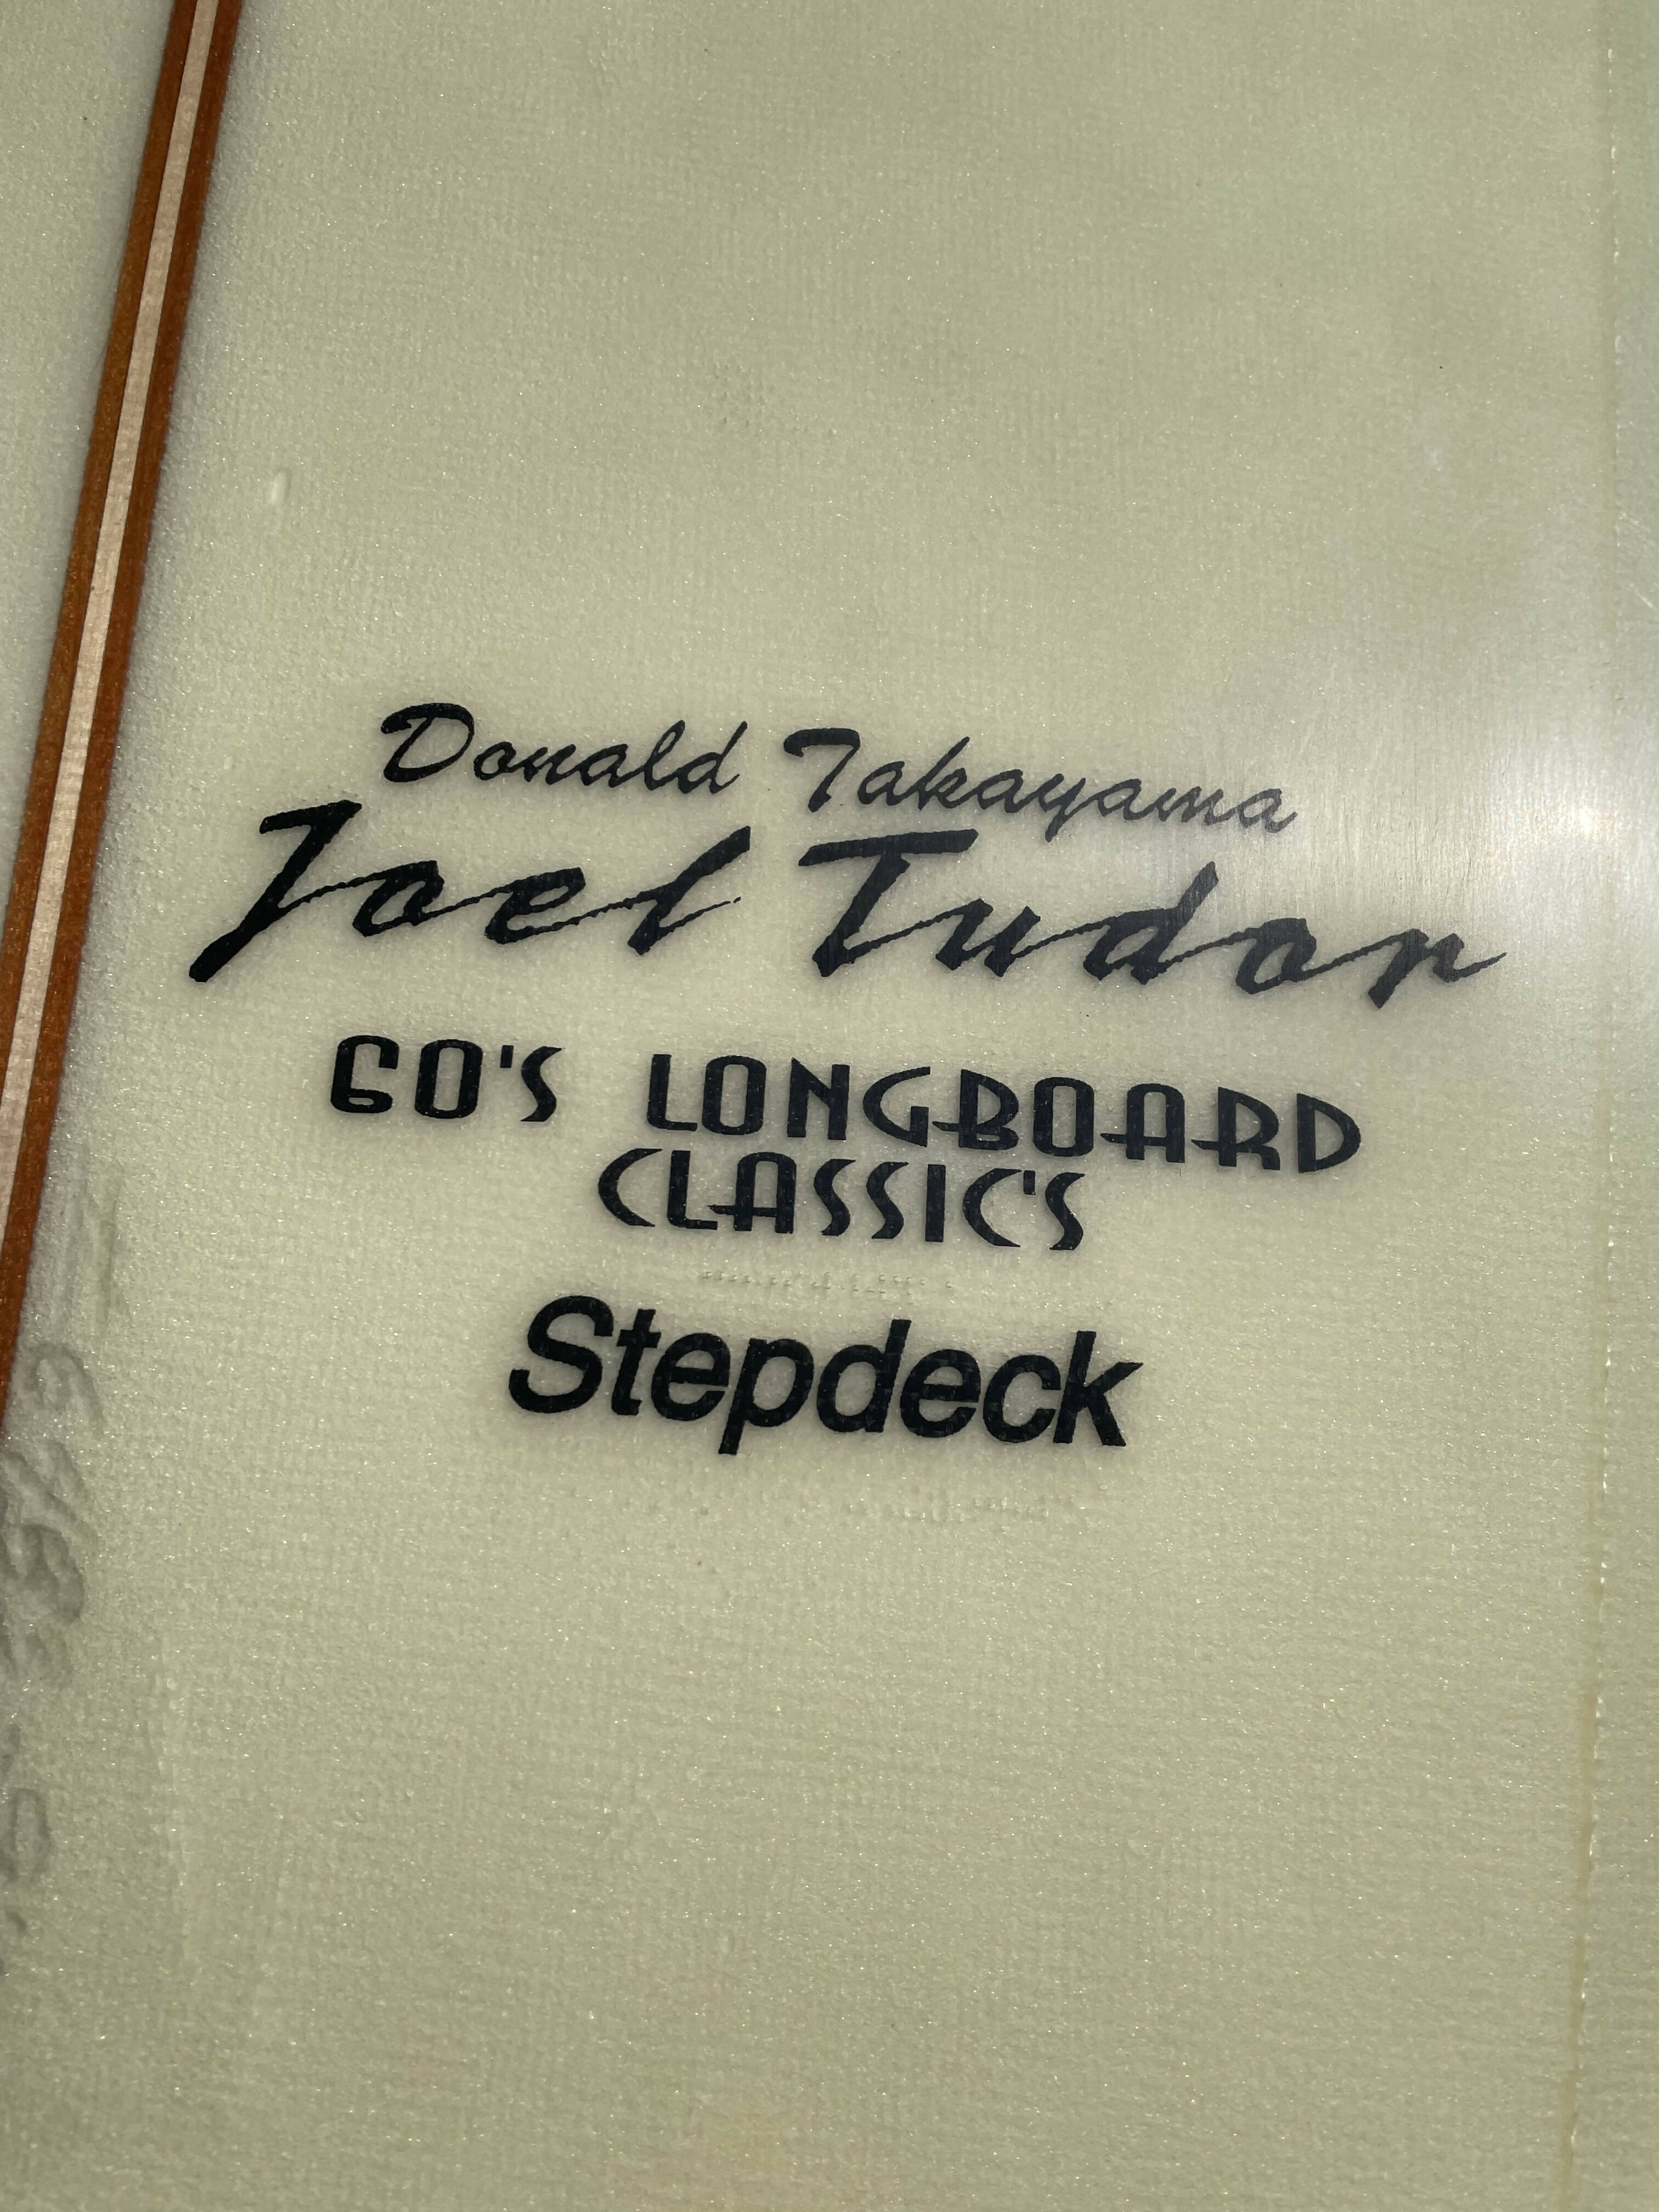 Donald Takayama
Joel Tudor
60'S LONGBOARD
CLASSIC'S
Stepdeck